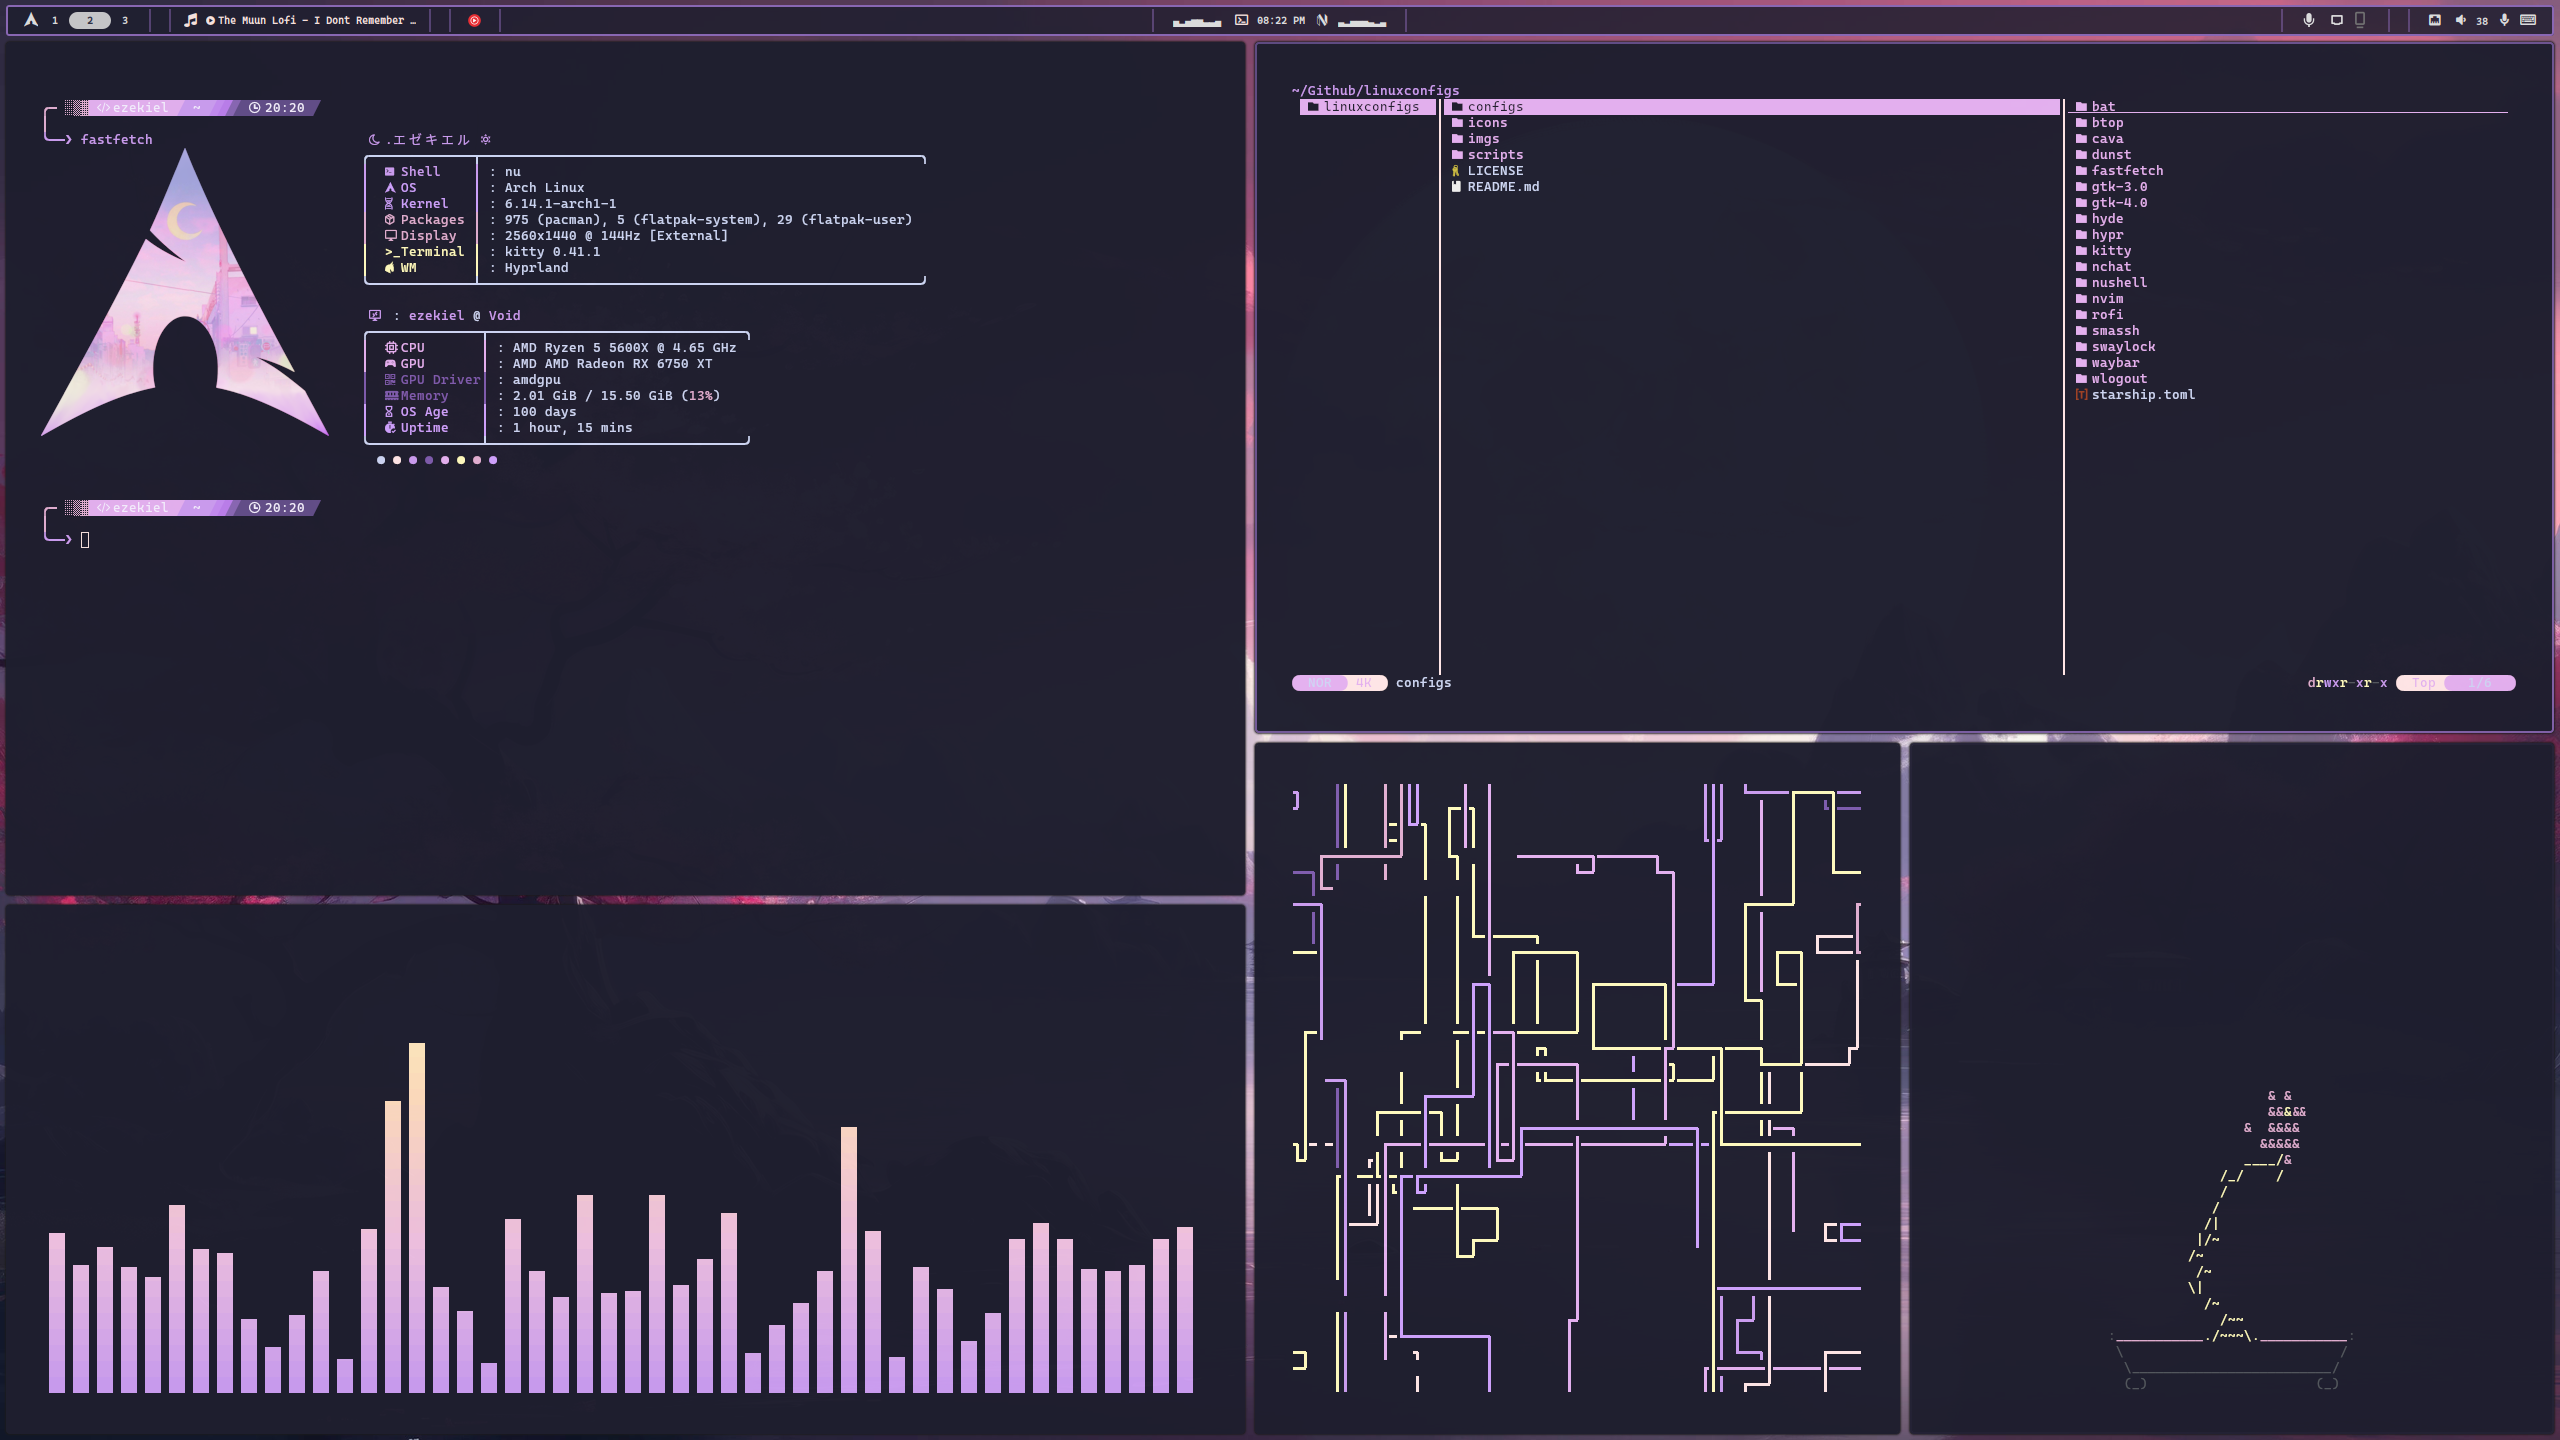 1 2 3
The Muun Lofi - I Dont Remember …
08:22 PM
38
ezekiel ~ 20:20
fastfetch
.エゼキエル
Shell : nu
OS : Arch Linux
Kernel : 6.14.1-arch1-1
Packages : 975 (pacman), 5 (flatpak-system), 29 (flatpak-user)
Display : 2560x1440 @ 144Hz [External]
>_Terminal : kitty 0.41.1
WM : Hyprland
: ezekiel @ Void
CPU : AMD Ryzen 5 5600X @ 4.65 GHz
GPU : AMD AMD Radeon RX 6750 XT
GPU Driver : amdgpu
Memory : 2.01 GiB / 15.50 GiB (13%)
OS Age : 100 days
Uptime : 1 hour, 15 mins
ezekiel ~ 20:20
~/Github/linuxconfigs
linuxconfigs
configs
icons
imgs
scripts
LICENSE
README.md
bat
btop
cava
dunst
fastfetch
gtk-3.0
gtk-4.0
hyde
hypr
kitty
nchat
nushell
nvim
rofi
smassh
swaylock
waybar
wlogout
starship.toml
NOR 4K configs
drwxr-xr-x Top 1/6
& &
&&&&&
& &&&&
&&&&&
____/&
/_/ /
/
/
/|
|/~
/~
/~
\|
/~
/~~
:___________./~~~\.___________:
\ /
\_________________________/
(_) (_)